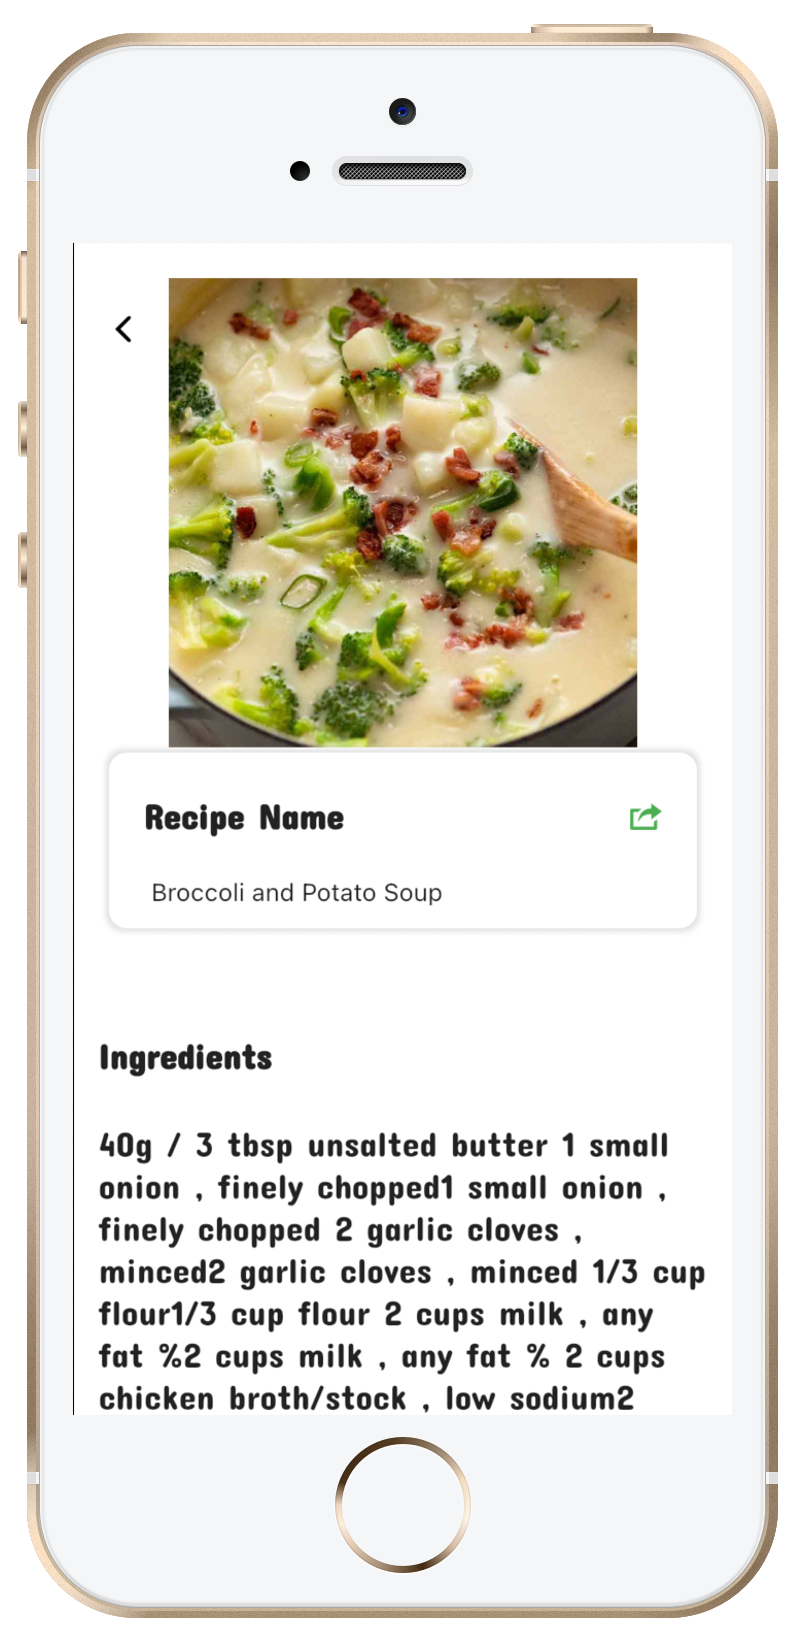 Recipe Name
Broccoli and Potato Soup
Ingredients
40g / 3 tbsp unsalted butter 1 small
onion , finely chopped1 small onion ,
finely chopped 2 garlic cloves ,
minced2 garlic cloves , minced 1/3 cup
flour1/3 cup flour 2 cups milk , any
fat %2 cups milk , any fat % 2 cups
chicken broth/stock , low sodium2